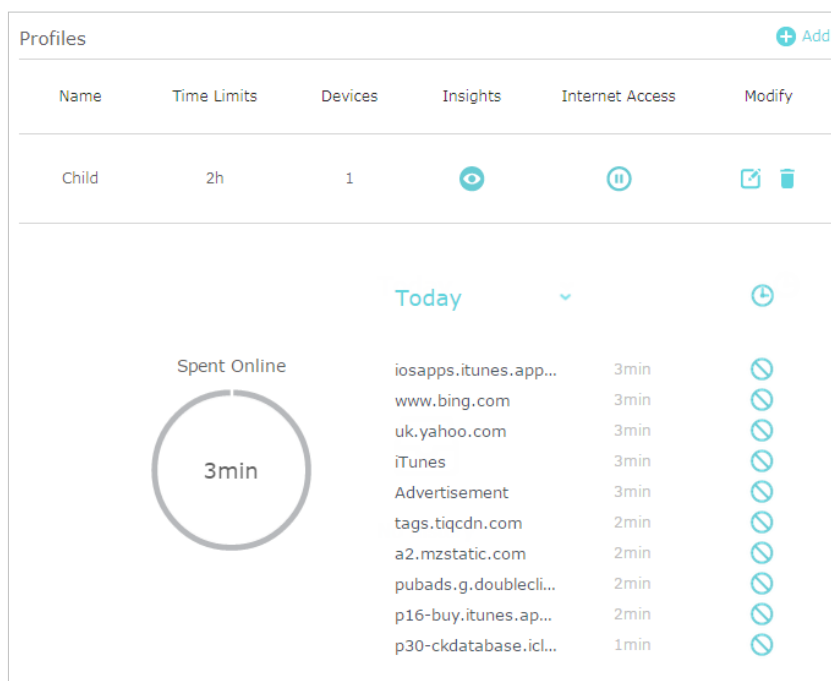 Profiles Add
Name Time Limits Devices Insights Internet Access Modify
Child 2h 1
Today
Spent Online
3min
iosapps.itunes.app... 3min
www.bing.com 3min
uk.yahoo.com 3min
iTunes 3min
Advertisement 3min
tags.tiqcdn.com 2min
a2.mzstatic.com 2min
pubads.g.doublecli... 2min
p16-buy.itunes.ap... 2min
p30-ckdatabase.icl... 1min